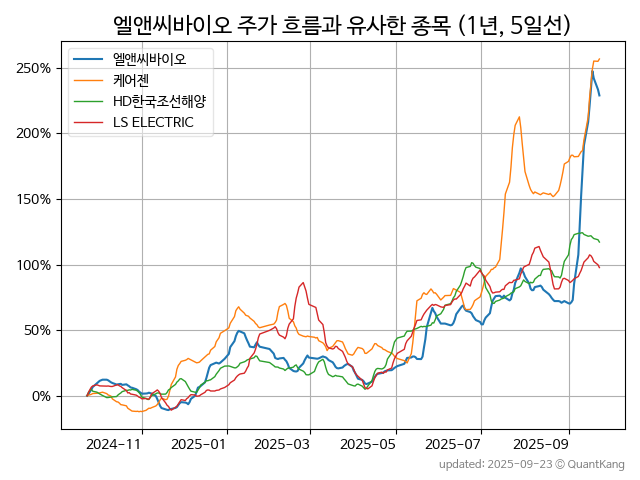 엘앤씨바이오 주가 흐름과 유사한 종목 (1년, 5일선)
엘앤씨바이오
케어젠
HD한국조선해양
LS ELECTRIC
250%
200%
150%
100%
50%
0%
2024-11 2025-01 2025-03 2025-05 2025-07 2025-09
updated: 2025-09-23 © QuantKang